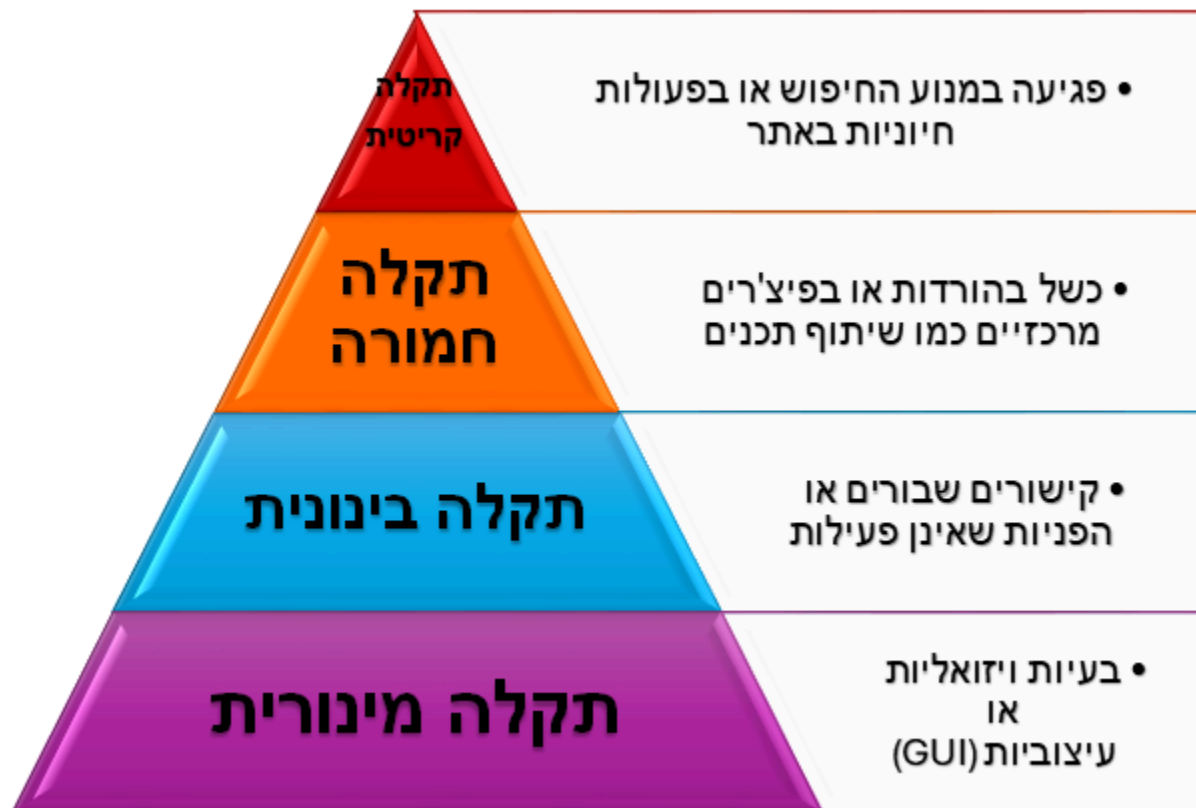 תקלה
קריטית
• פגיעה במנוע החיפוש או בפעולות
חיוניות באתר
תקלה
חמורה
• כשל בהורדות או בפיצ'רים
מרכזיים כמו שיתוף תכנים
תקלה בינונית
• קישורים שבורים או
הפניות שאינן פעילות
תקלה מינורית
• בעיות ויזואליות
או
עיצוביות (GUI)